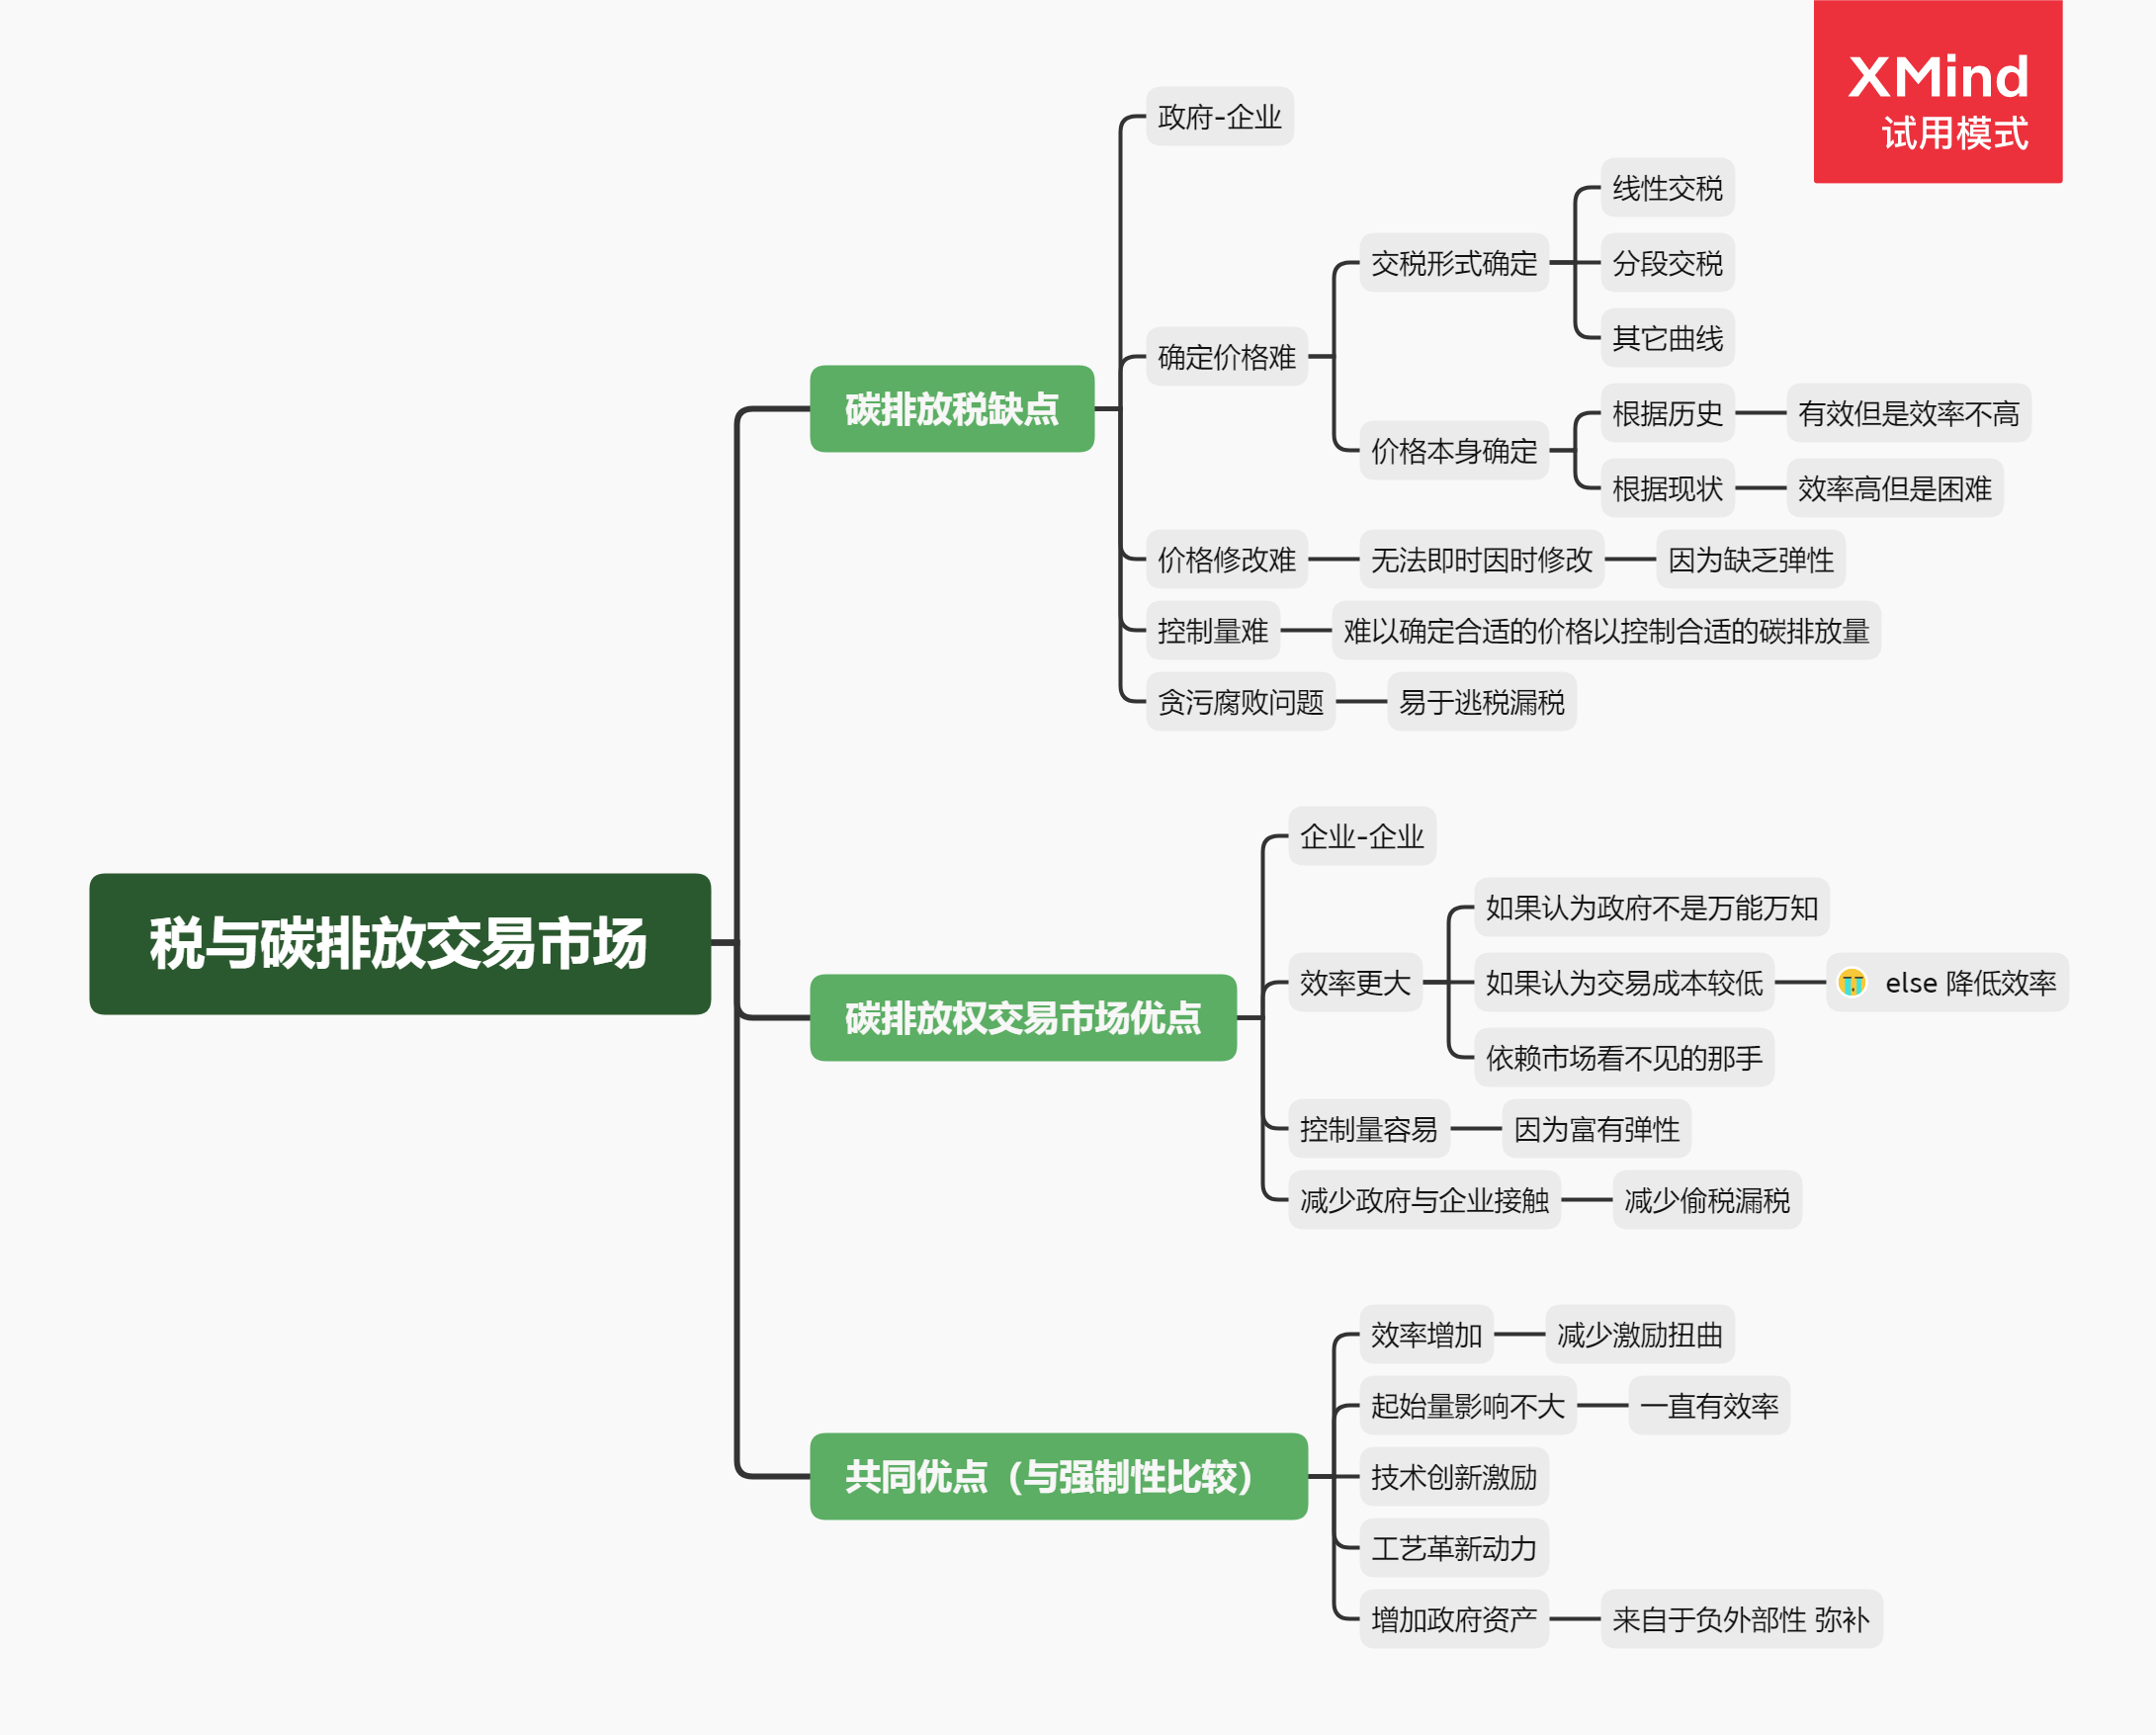 XMind
试用模式
税与碳排放交易市场
碳排放税缺点
政府-企业
确定价格难
交税形式确定
线性交税
分段交税
其它曲线
价格本身确定
根据历史
有效但是效率不高
根据现状
效率高但是困难
价格修改难
无法即时因时修改
因为缺乏弹性
控制量难
难以确定合适的价格以控制合适的碳排放量
贪污腐败问题
易于逃税漏税
碳排放权交易市场优点
企业-企业
效率更大
如果认为政府不是万能万知
如果认为交易成本较低
else 降低效率
依赖市场看不见的那手
控制量容易
因为富有弹性
减少政府与企业接触
减少偷税漏税
共同优点（与强制性比较）
效率增加
减少激励扭曲
起始量影响不大
一直有效率
技术创新激励
工艺革新动力
增加政府资产
来自于负外部性 弥补